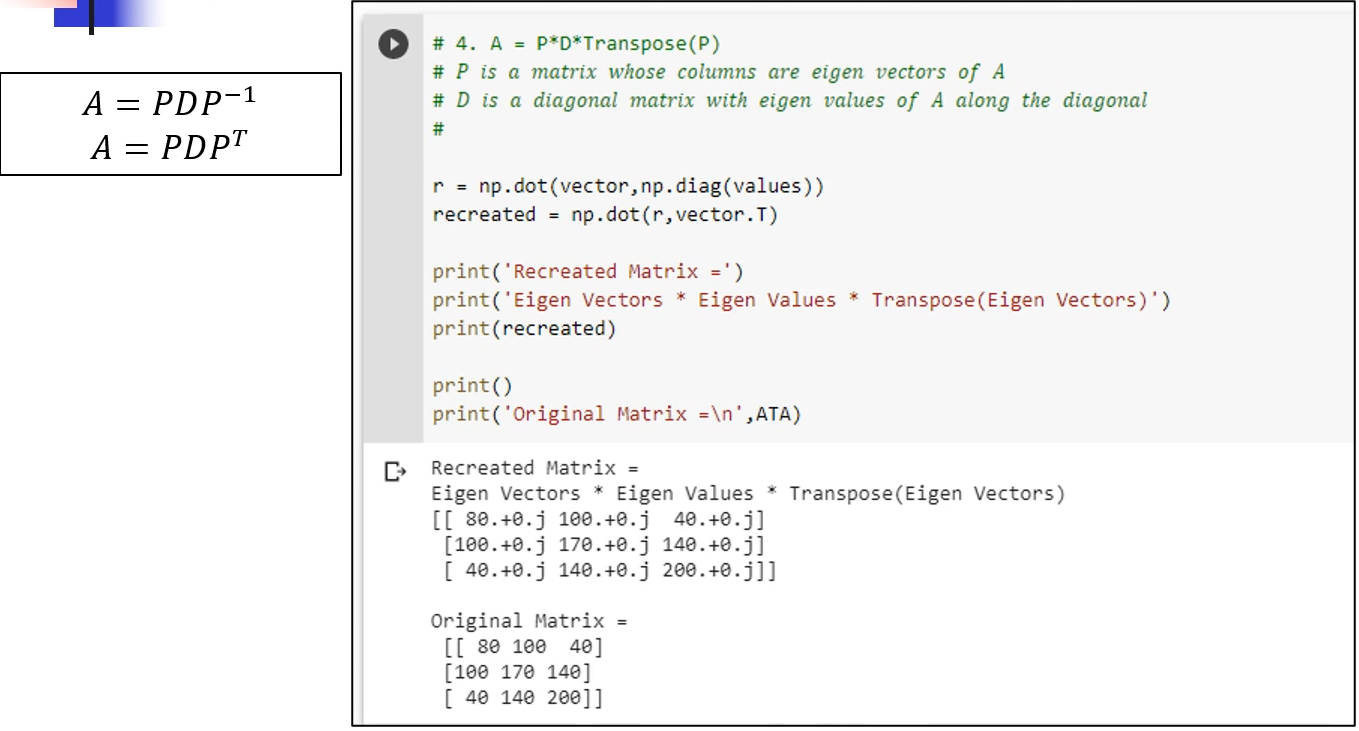 A = PDP⁻¹
A = PDPᵀ
# 4. A = P*D*Transpose(P)
# P is a matrix whose columns are eigen vectors of A
# D is a diagonal matrix with eigen values of A along the diagonal
#
r = np.dot(vector,np.diag(values))
recreated = np.dot(r,vector.T)
print('Recreated Matrix =')
print('Eigen Vectors * Eigen Values * Transpose(Eigen Vectors)')
print(recreated)
print()
print('Original Matrix =\n',ATA)
Recreated Matrix =
Eigen Vectors * Eigen Values * Transpose(Eigen Vectors)
[[ 80.+0.j 100.+0.j  40.+0.j]
 [100.+0.j 170.+0.j 140.+0.j]
 [ 40.+0.j 140.+0.j 200.+0.j]]
Original Matrix =
 [[ 80 100  40]
 [100 170 140]
 [ 40 140 200]]